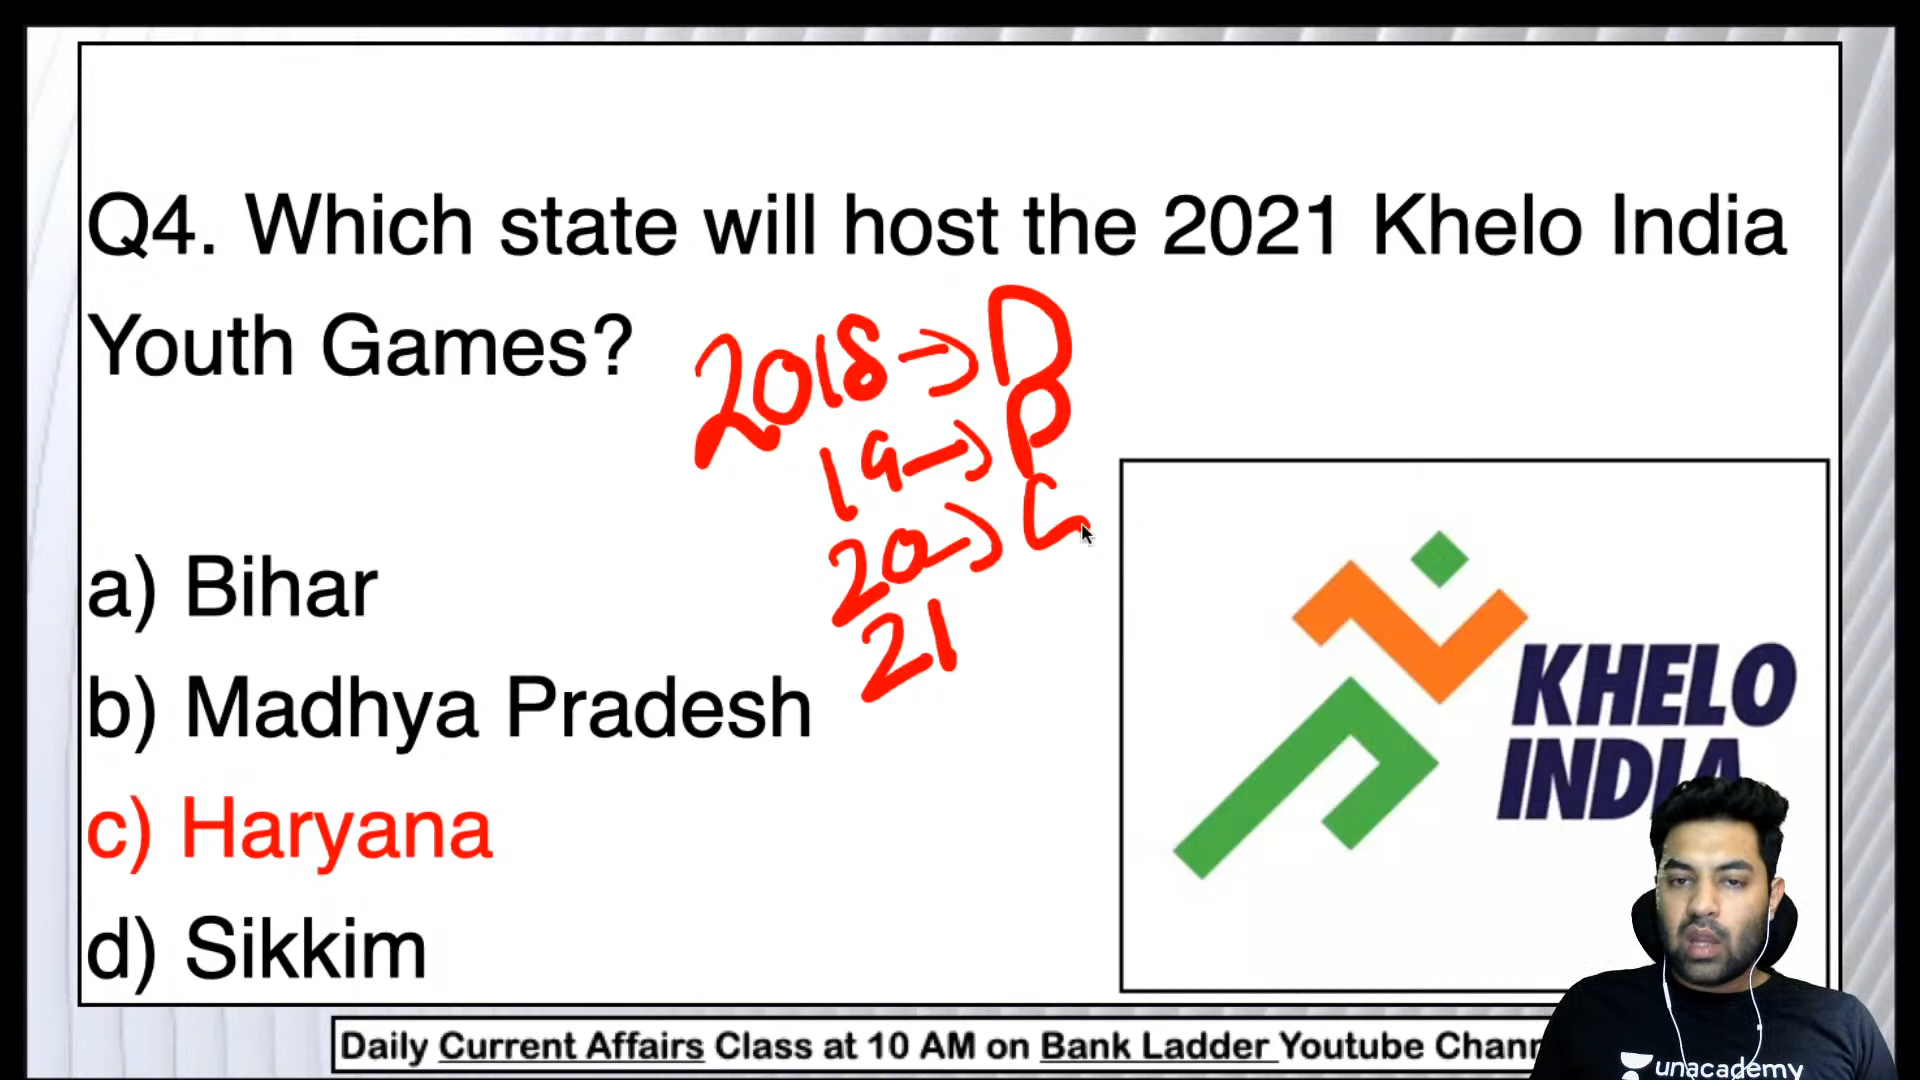 Q4. Which state will host the 2021 Khelo India
Youth Games?
2018 → D
19 → P
20 → G
21
a) Bihar
b) Madhya Pradesh
c) Haryana
d) Sikkim
KHELO
INDIA
Daily Current Affairs Class at 10 AM on Bank Ladder Youtube Chann
unacademy